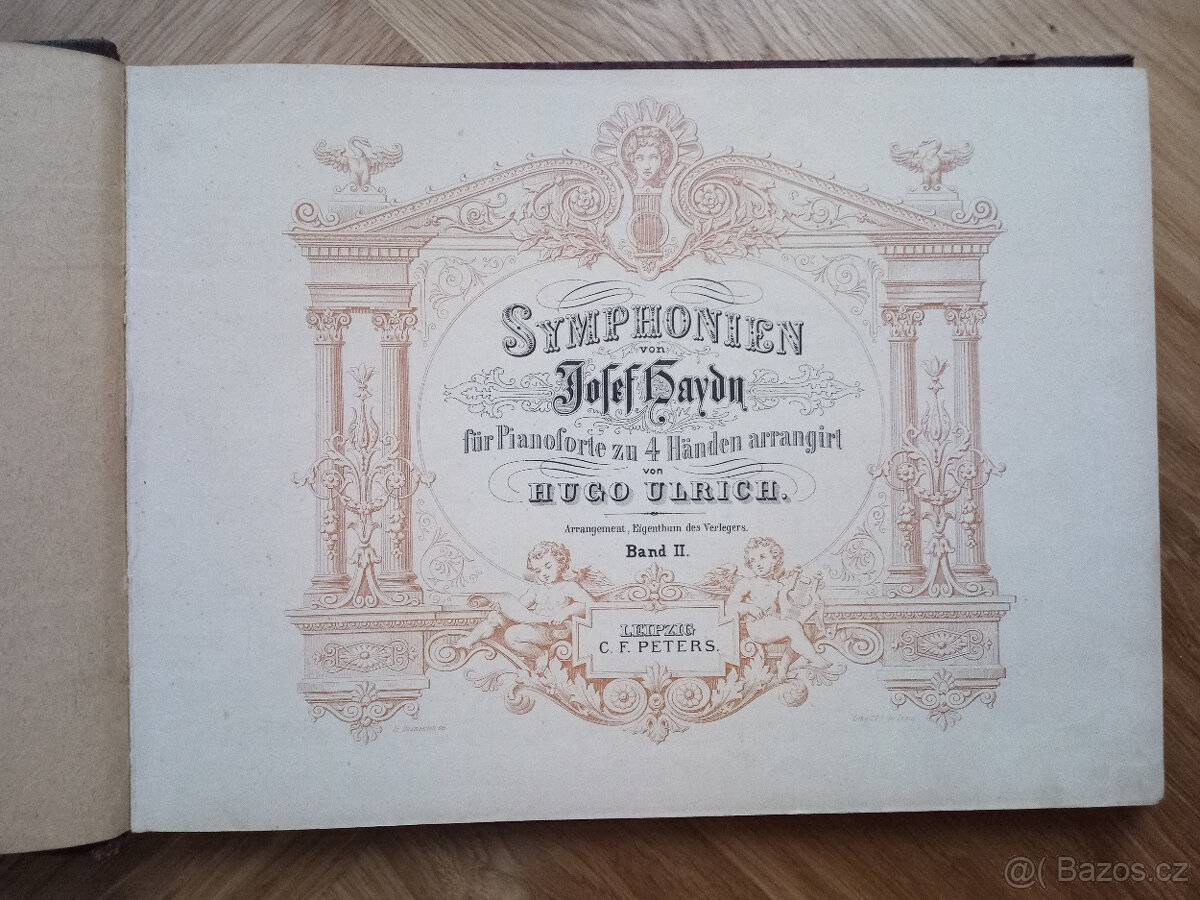 SYMPHONIEN
von
Josef Haydn
für Pianoforte zu 4 Händen arrangirt
von
HUGO ULRICH.
Arrangement, Eigenthum des Verlegers.
Band II.
LEIPZIG
C. F. PETERS.
@( Bazos.cz